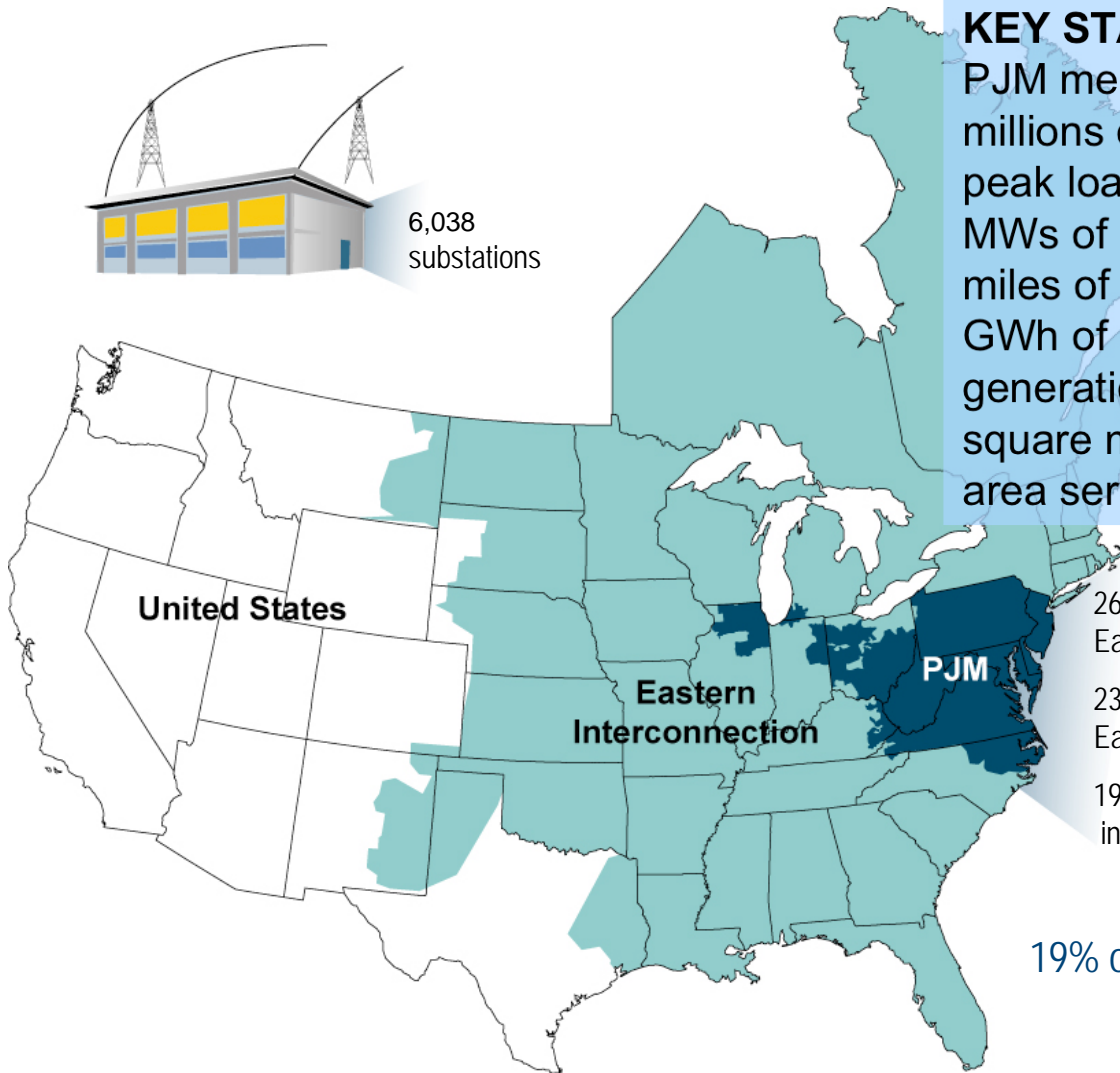 KEY STA
PJM me
millions o
peak loa
MWs of
miles of
GWh of
generatio
square m
area ser
6,038
substations
United States
Eastern
Interconnection
PJM
26
Ea
23
Ea
19
in
19% o